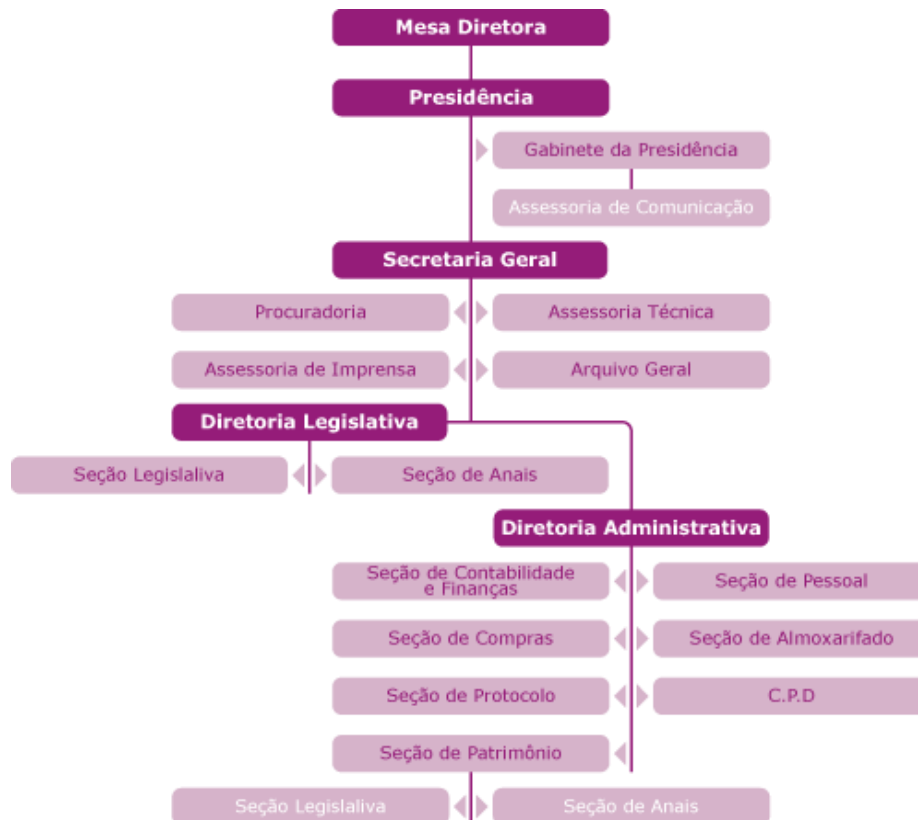 Mesa Diretora
Presidência
Gabinete da Presidência
Assessoria de Comunicação
Secretaria Geral
Procuradoria
Assessoria Técnica
Assessoria de Imprensa
Arquivo Geral
Diretoria Legislativa
Seção Legislaliva
Seção de Anais
Diretoria Administrativa
Seção de Contabilidade
e Finanças
Seção de Pessoal
Seção de Compras
Seção de Almoxarifado
Seção de Protocolo
C.P.D
Seção de Patrimônio
Seção Legislaliva
Seção de Anais